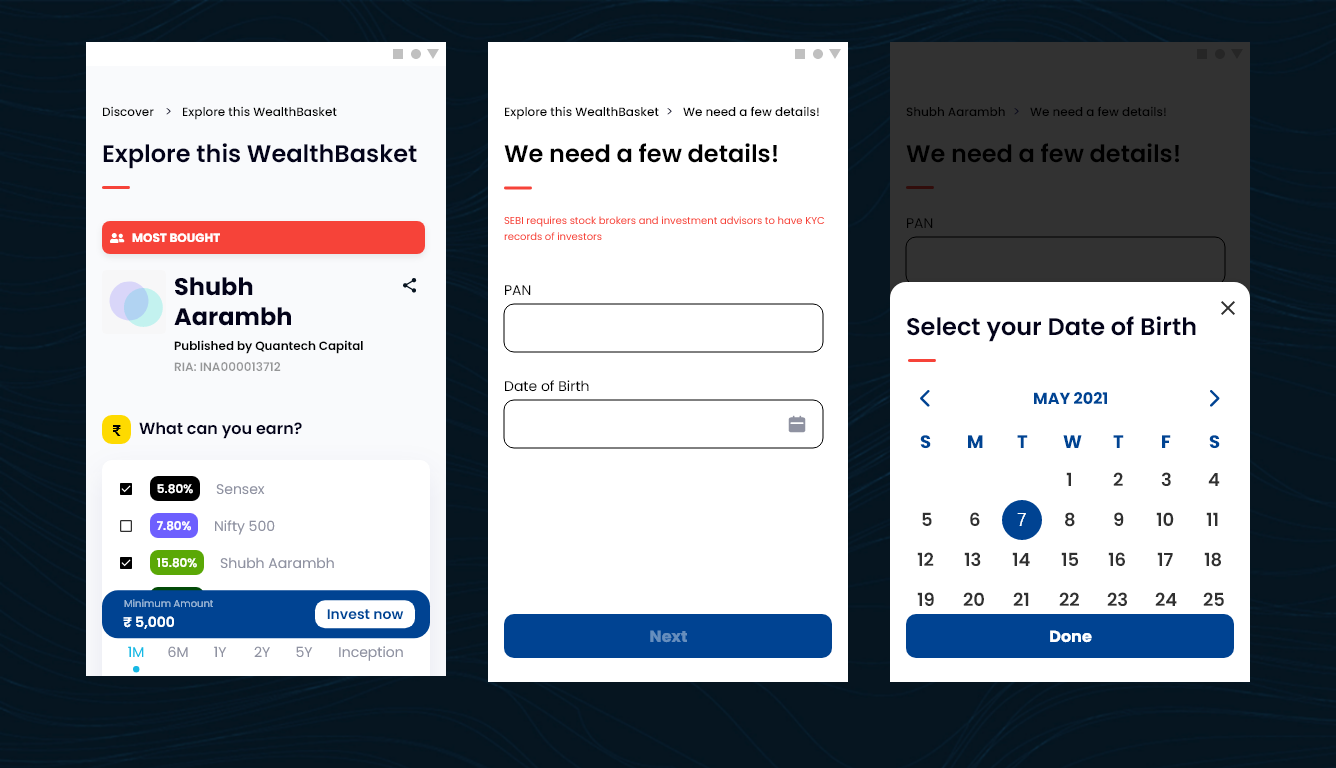 Discover > Explore this WealthBasket
Explore this WealthBasket
MOST BOUGHT
Shubh
Aarambh
Published by Quantech Capital
RIA: INA000013712
₹ What can you earn?
5.80% Sensex
7.80% Nifty 500
15.80% Shubh Aarambh
Minimum Amount
₹ 5,000
Invest now
1M 6M 1Y 2Y 5Y Inception
Explore this WealthBasket > We need a few details!
We need a few details!
SEBI requires stock brokers and investment advisors to have KYC
records of investors
PAN
Date of Birth
Next
Shubh Aarambh > We need a few details!
We need a few details!
PAN
Select your Date of Birth
MAY 2021
S M T W T F S
1 2 3 4
5 6 7 8 9 10 11
12 13 14 15 16 17 18
19 20 21 22 23 24 25
Done